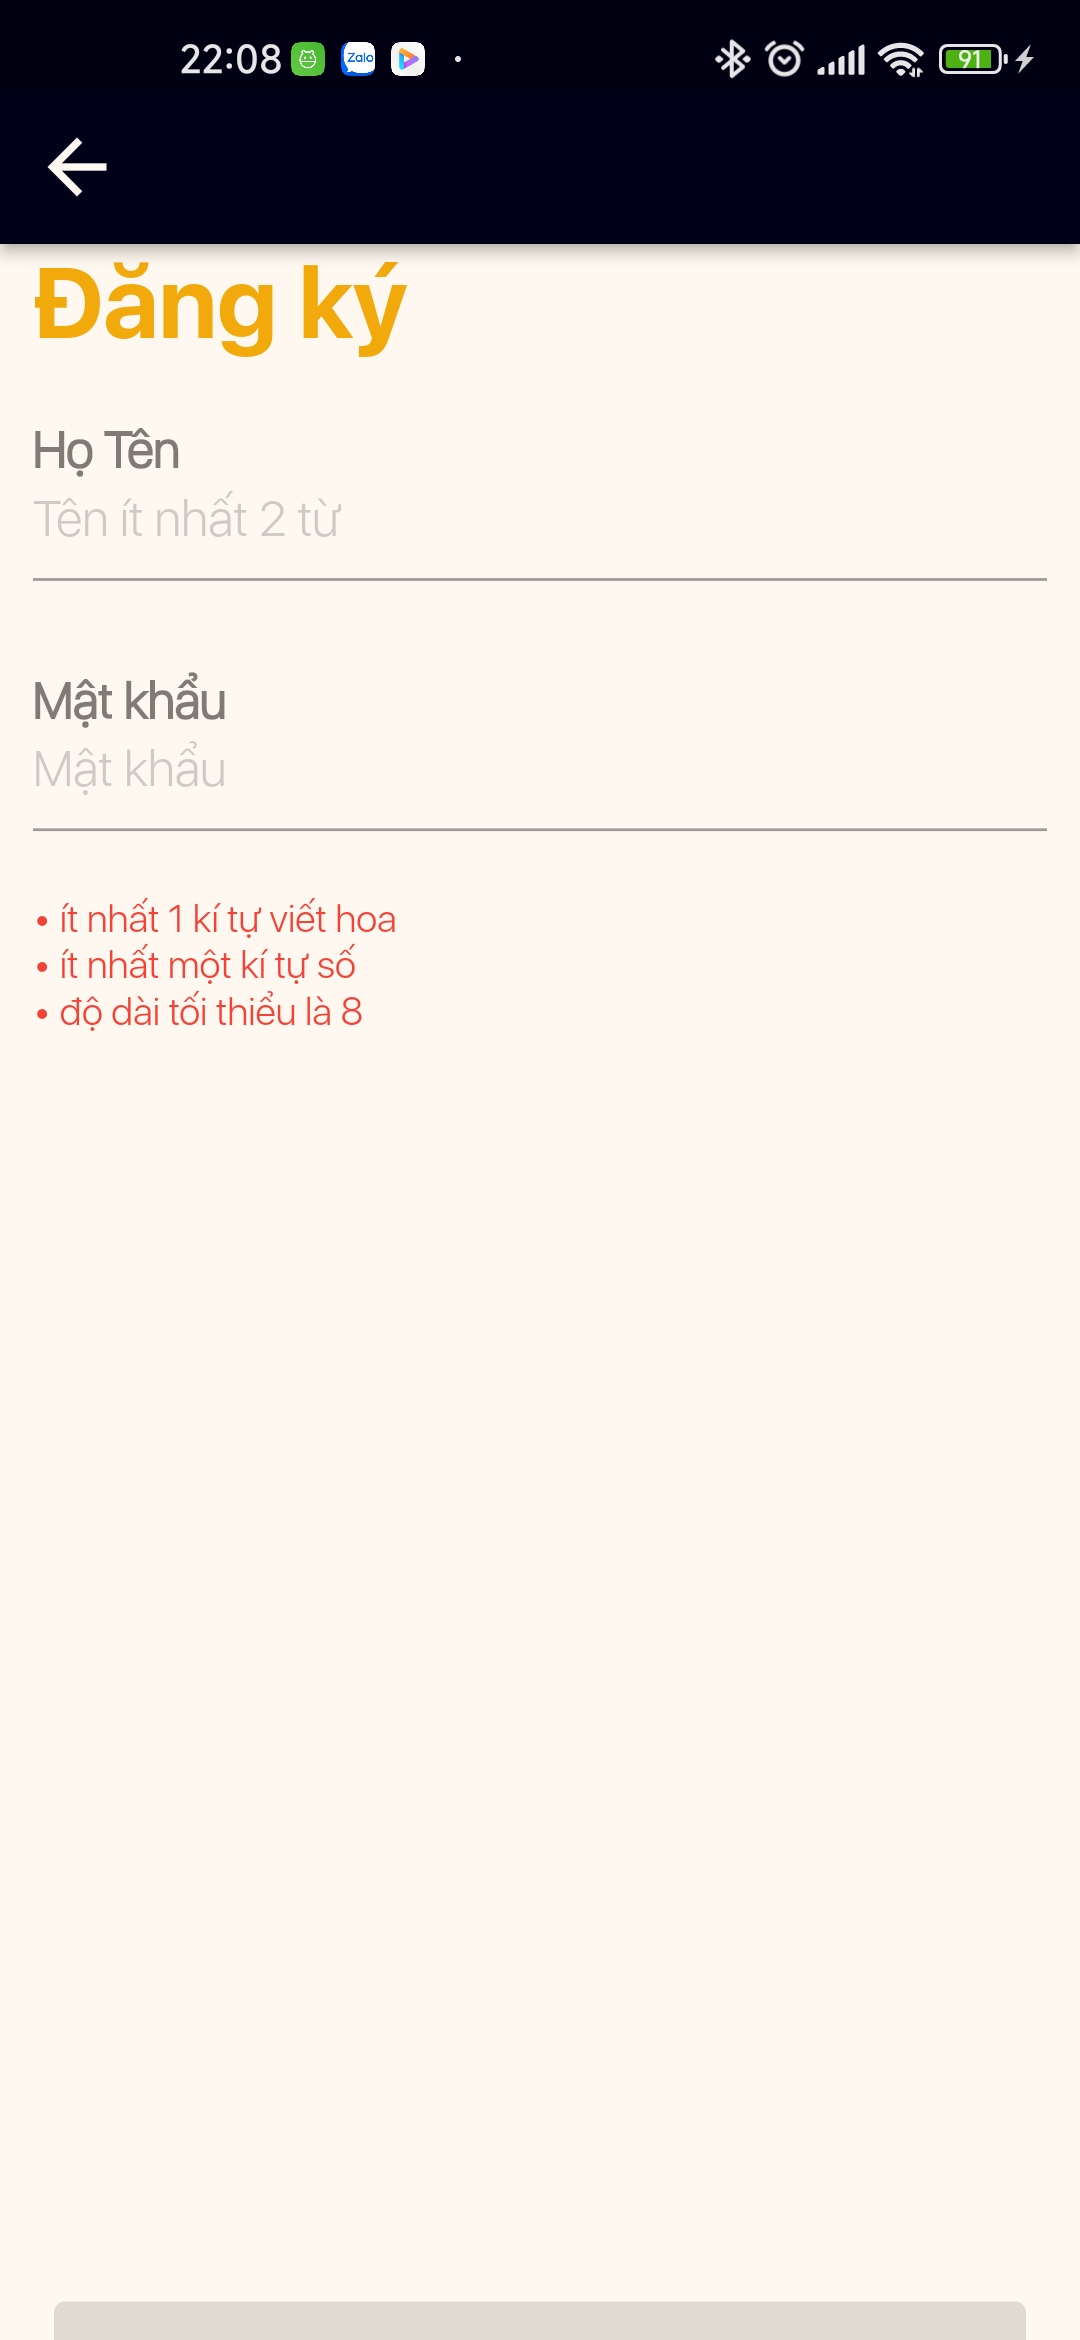 22:08 Zalo 91
Đăng ký
Họ Tên
Tên ít nhất 2 từ
Mật khẩu
Mật khẩu
• ít nhất 1 kí tự viết hoa
• ít nhất một kí tự số
• độ dài tối thiểu là 8